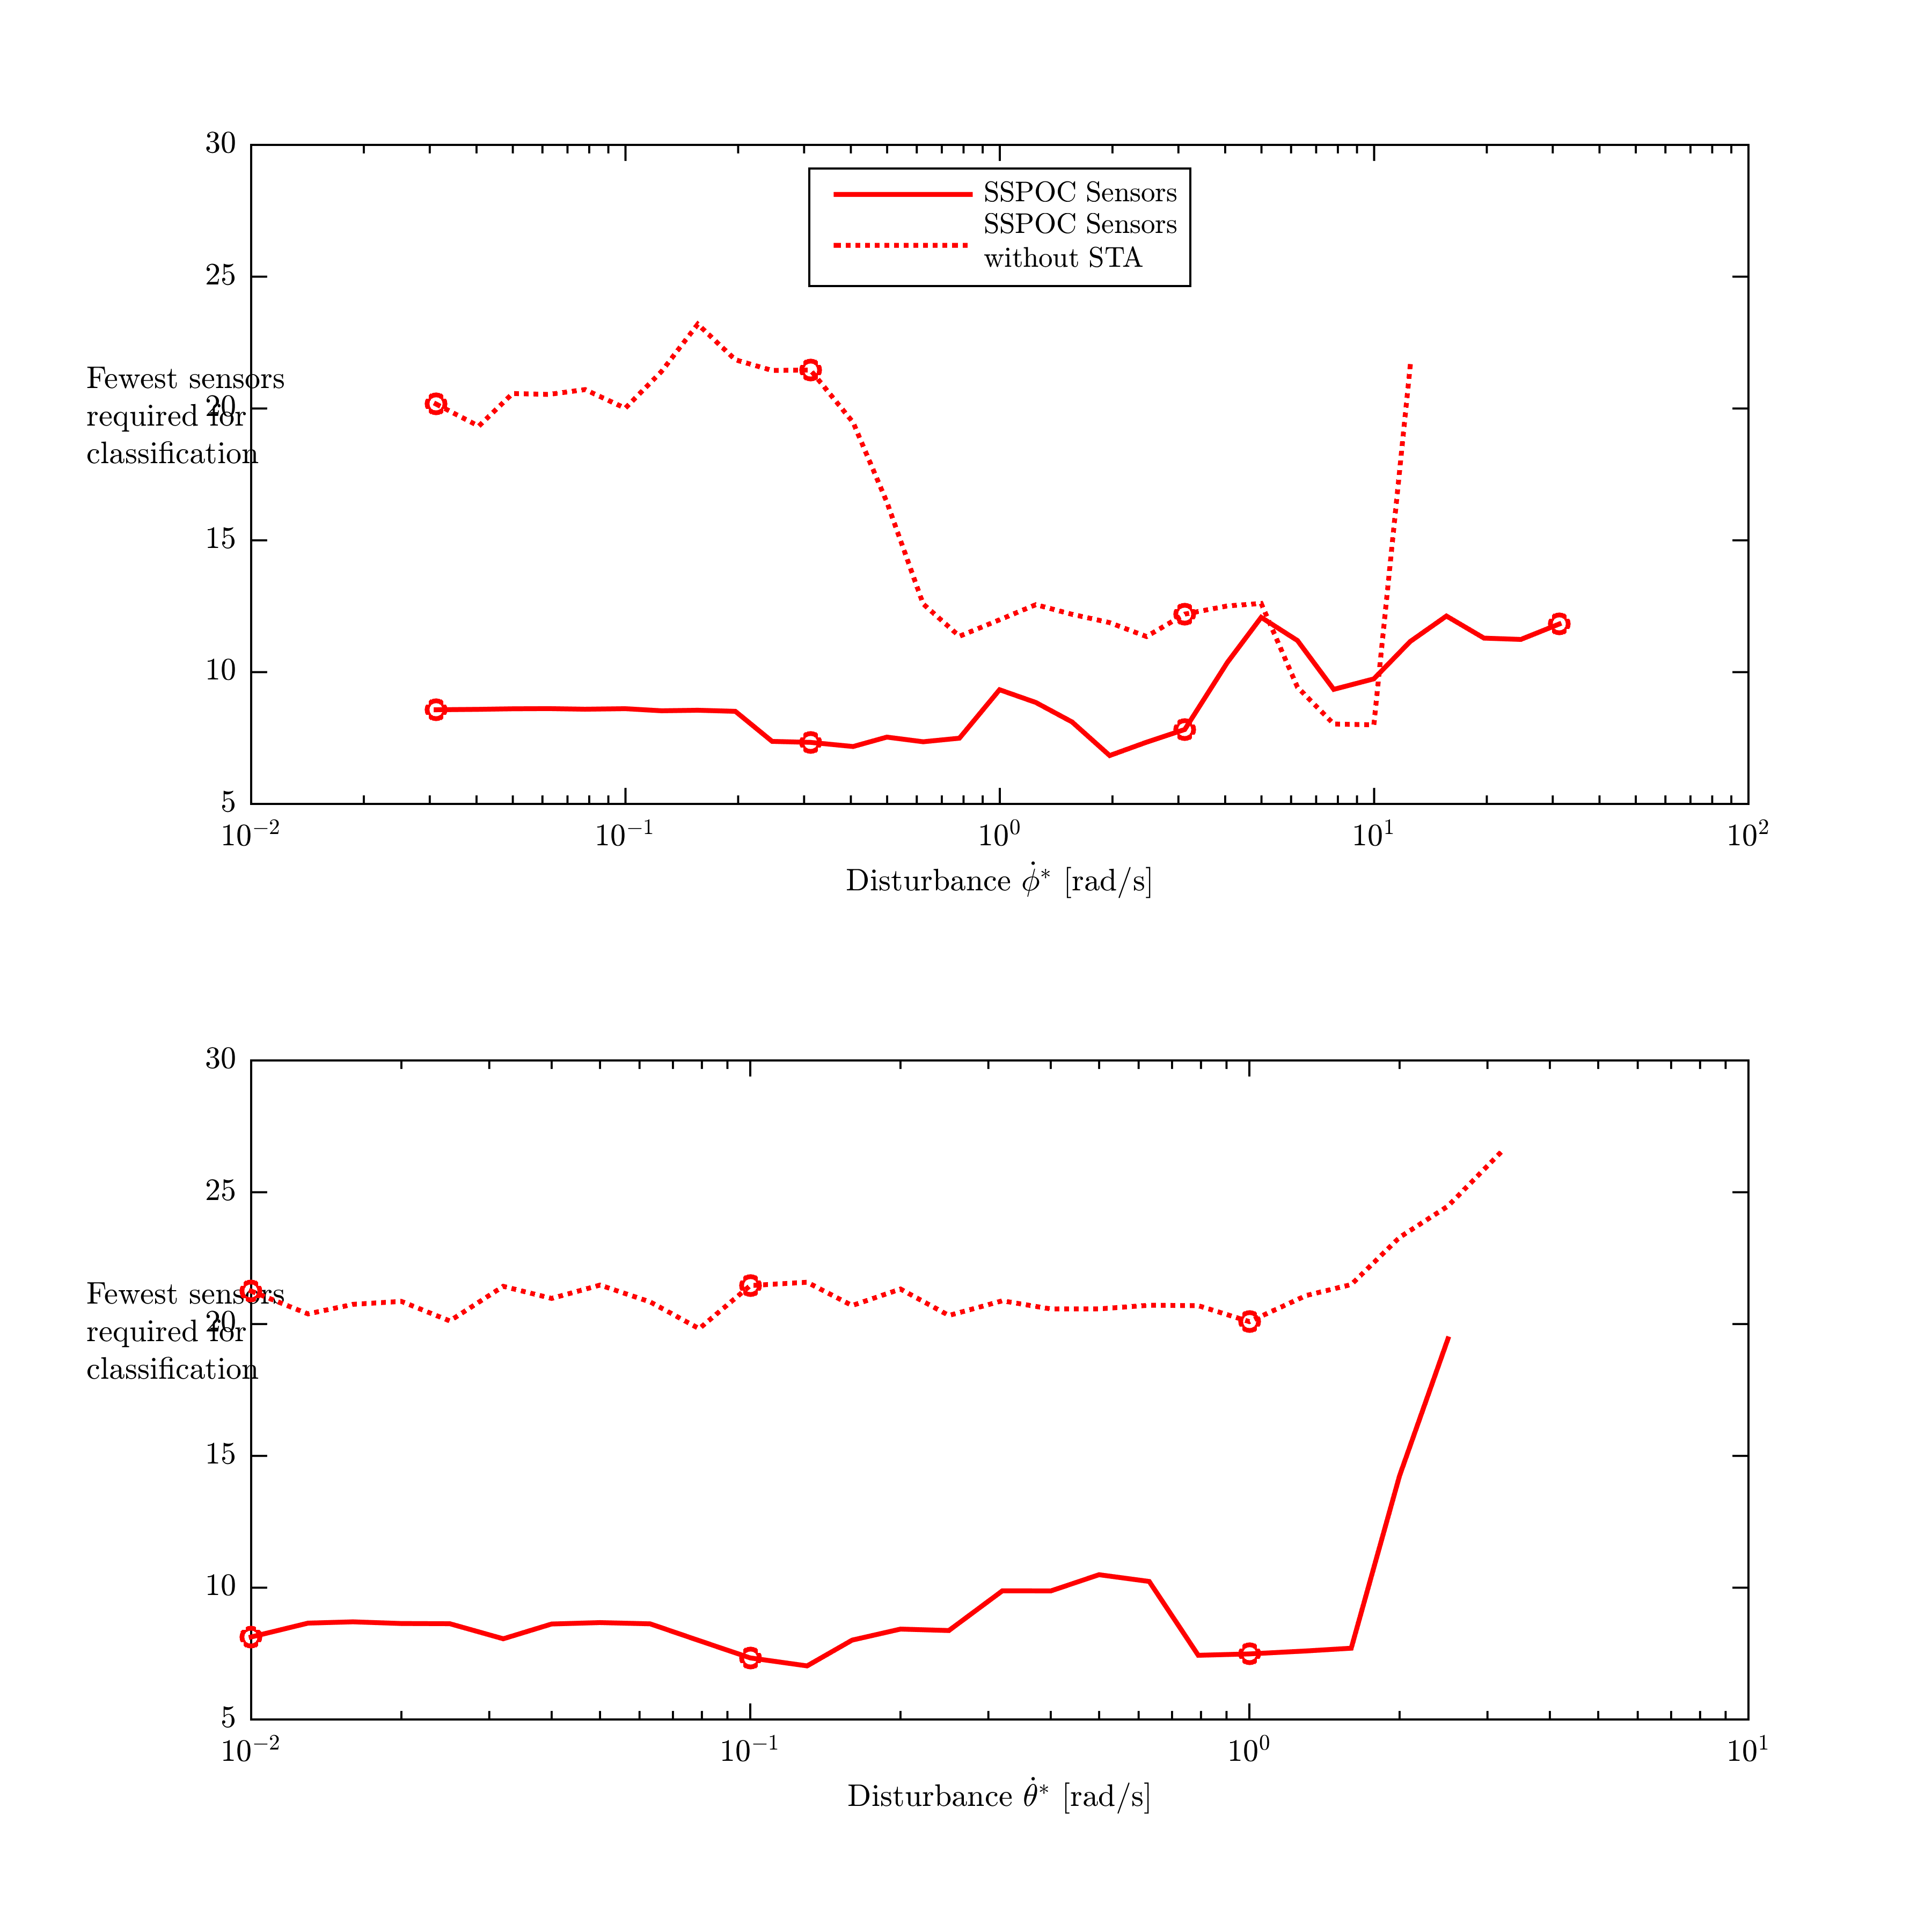 30
SSPOC Sensors
SSPOC Sensors
without STA
25
Fewest sensors
required for
classification
20
15
10
5
10⁻² 10⁻¹ 10⁰ 10¹ 10²
Disturbance φ̇* [rad/s]
30
25
Fewest sensors
required for
classification
20
15
10
5
10⁻² 10⁻¹ 10⁰ 10¹
Disturbance θ̇* [rad/s]